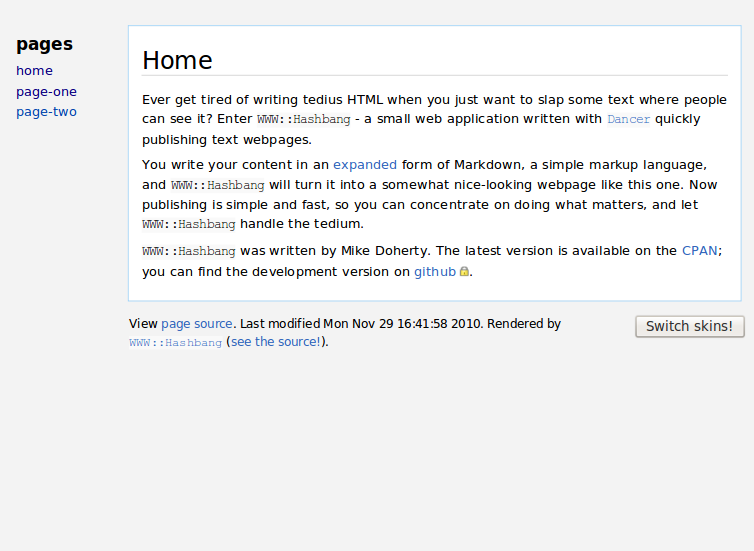 pages
home
page-one
page-two
Home
Ever get tired of writing tedius HTML when you just want to slap some text where people
can see it? Enter WWW::Hashbang - a small web application written with Dancer quickly
publishing text webpages.
You write your content in an expanded form of Markdown, a simple markup language,
and WWW::Hashbang will turn it into a somewhat nice-looking webpage like this one. Now
publishing is simple and fast, so you can concentrate on doing what matters, and let
WWW::Hashbang handle the tedium.
WWW::Hashbang was written by Mike Doherty. The latest version is available on the CPAN;
you can find the development version on github.
View page source. Last modified Mon Nov 29 16:41:58 2010. Rendered by
WWW::Hashbang (see the source!).
Switch skins!